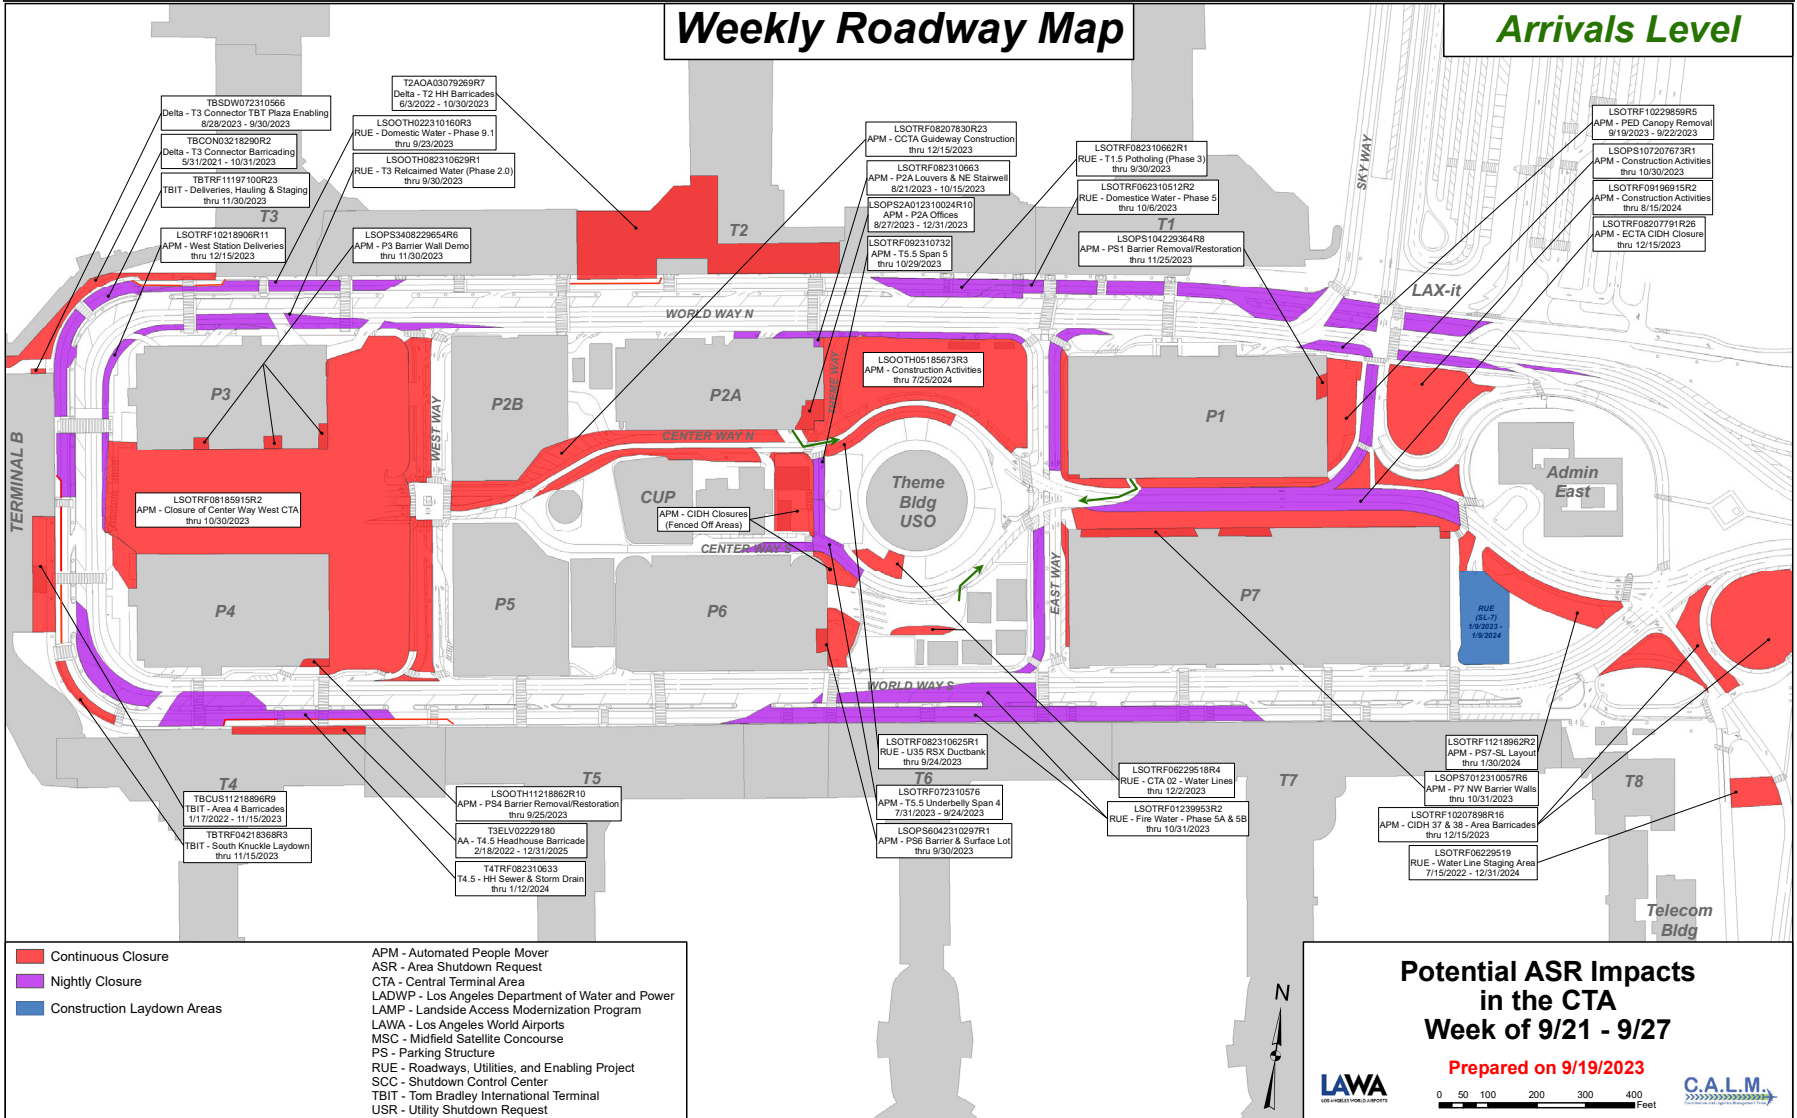 Weekly Roadway Map
Arrivals Level
TBSDW072310566
Delta - T3 Connector TBT Plaza Enabling
8/28/2023 - 9/30/2023
TBCON03218290R2
Delta - T3 Connector Barricading
5/31/2021 - 10/31/2023
TBTRF11197100R23
TBIT - Deliveries, Hauling & Staging
thru 11/30/2023
LSOTRF10218906R11
APM - West Station Deliveries
thru 12/15/2023
T2AOA03079269R7
Delta - T2 HH Barricades
6/3/2022 - 10/30/2023
LSOOTH022310160R3
RUE - Domestic Water - Phase 9.1
thru 9/23/2023
LSOOTH082310629R1
RUE - T3 Relcaimed Water (Phase 2.0)
thru 9/30/2023
LSOPS3408229654R6
APM - P3 Barrier Wall Demo
thru 11/30/2023
LSOTRF08207830R23
APM - CCTA Guideway Construction
thru 12/15/2023
LSOTRF082310663
APM - P2A Louvers & NE Stairwell
8/21/2023 - 10/15/2023
LSOPS2A012310024R10
APM - P2A Offices
8/27/2023 - 12/31/2023
LSOTRF092310732
APM - T5.5 Span 5
thru 10/29/2023
LSOTRF082310662R1
RUE - T1.5 Potholing (Phase 3)
thru 9/30/2023
LSOTRF062310512R2
RUE - Domestice Water - Phase 5
thru 10/6/2023
LSOPS104229364R8
APM - PS1 Barrier Removal/Restoration
thru 11/25/2023
LSOTRF10229859R5
APM - PED Canopy Removal
9/19/2023 - 9/22/2023
LSOPS107207673R1
APM - Construction Activities
thru 10/30/2023
LSOTRF09196915R2
APM - Construction Activities
thru 8/15/2024
LSOTRF08207791R26
APM - ECTA CIDH Closure
thru 12/15/2023
T3
T2
T1
SKY WAY
LAX-it
WORLD WAY N
P3
P2B
P2A
THEME WAY
LSOOTH05185673R3
APM - Construction Activities
thru 7/25/2024
P1
WEST WAY
CENTER WAY N
TERMINAL B
LSOTRF08185915R2
APM - Closure of Center Way West CTA
thru 10/30/2023
CUP
APM - CIDH Closures
(Fenced Off Areas)
CENTER WAY S
Theme
Bldg
USO
Admin
East
EAST WAY
P4
P5
P6
P7
RUE
(SL-7)
1/9/2023 -
1/9/2024
WORLD WAY S
T4
T5
T6
T7
T8
TBCUS11218896R9
TBIT - Area 4 Barricades
1/17/2022 - 11/15/2023
TBTRF04218368R3
TBIT - South Knuckle Laydown
thru 11/15/2023
LSOOTH11218862R10
APM - PS4 Barrier Removal/Restoration
thru 9/25/2023
T3ELV02229180
AA - T4.5 Headhouse Barricade
2/18/2022 - 12/31/2025
T4TRF082310633
T4.5 - HH Sewer & Storm Drain
thru 1/12/2024
LSOTRF082310625R1
RUE - U35 RSX Ductbank
thru 9/24/2023
LSOTRF072310576
APM - T5.5 Underbelly Span 4
7/31/2023 - 9/24/2023
LSOPS6042310297R1
APM - PS6 Barrier & Surface Lot
thru 9/30/2023
LSOTRF06229518R4
RUE - CTA 02 - Water Lines
thru 12/2/2023
LSOTRF01239953R2
RUE - Fire Water - Phase 5A & 5B
thru 10/31/2023
LSOTRF11218962R2
APM - PS7-SL Layout
thru 1/30/2024
LSOPS7012310057R6
APM - P7 NW Barrier Walls
thru 10/31/2023
LSOTRF10207898R16
APM - CIDH 37 & 38 - Area Barricades
thru 12/15/2023
LSOTRF06229519
RUE - Water Line Staging Area
7/15/2022 - 12/31/2024
Telecom
Bldg
Continuous Closure
Nightly Closure
Construction Laydown Areas
APM - Automated People Mover
ASR - Area Shutdown Request
CTA - Central Terminal Area
LADWP - Los Angeles Department of Water and Power
LAMP - Landside Access Modernization Program
LAWA - Los Angeles World Airports
MSC - Midfield Satellite Concourse
PS - Parking Structure
RUE - Roadways, Utilities, and Enabling Project
SCC - Shutdown Control Center
TBIT - Tom Bradley International Terminal
USR - Utility Shutdown Request
N
Potential ASR Impacts
in the CTA
Week of 9/21 - 9/27
Prepared on 9/19/2023
LAWA
LOS ANGELES WORLD AIRPORTS
0 50 100 200 300 400
Feet
C.A.L.M.